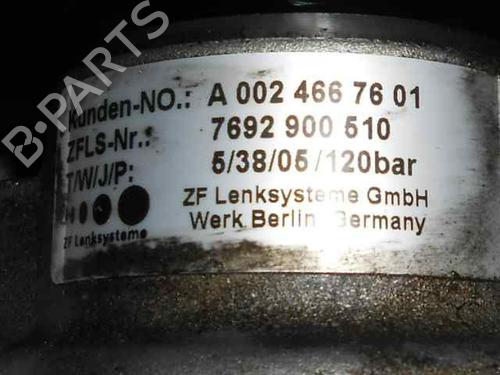 B-PARTS
Kunden-NO.: A 002 466 76 01
ZFLS-Nr.: 7692 900 510
T/W/J/P: 5/38/05/120bar
ZF Lenksysteme GmbH
Werk Berlin, Germany
ZF Lenksysteme